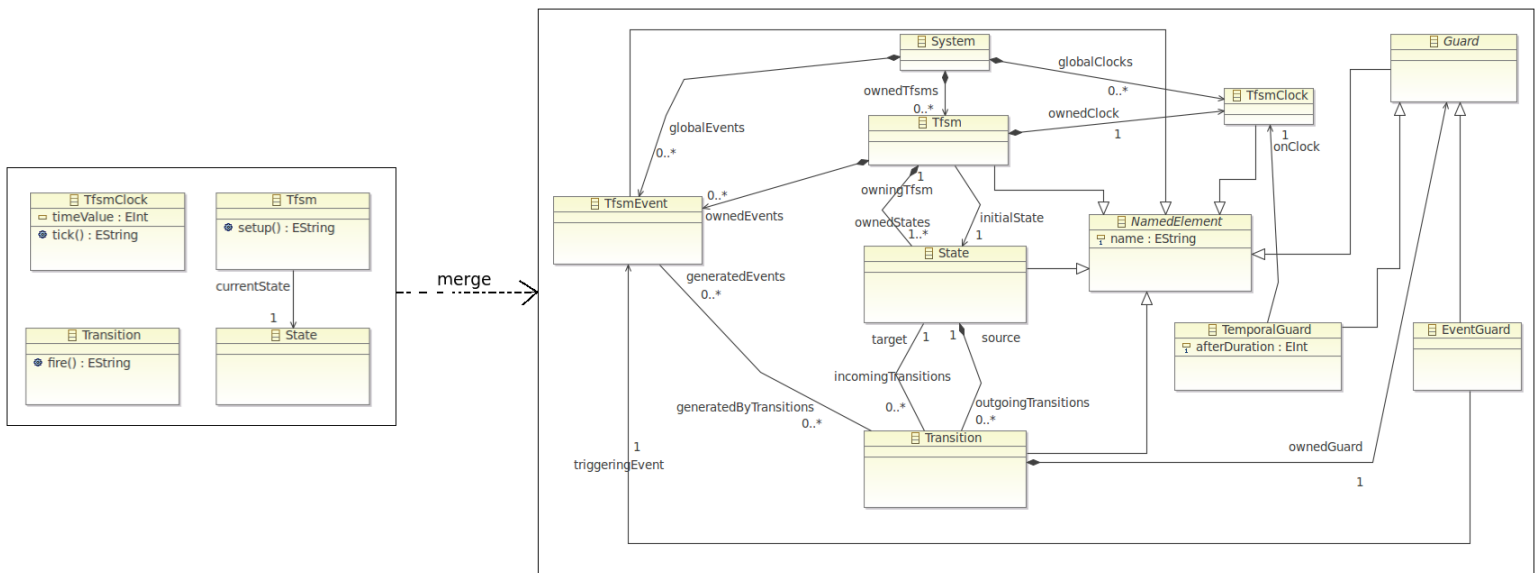 TfsmClock
timeValue : EInt
tick() : EString
Tfsm
setup() : EString
currentState
1
Transition
fire() : EString
State
merge
System
Guard
globalClocks
0..*
ownedTfsms
0..*
TfsmClock
ownedClock
1
Tfsm
globalEvents
0..*
1
onClock
1
owningTfsm
0..*
ownedEvents
TfsmEvent
ownedStates
1..*
initialState
1
NamedElement
name : EString
State
generatedEvents
0..*
target
1
1
source
TemporalGuard
afterDuration : EInt
EventGuard
incomingTransitions
0..*
outgoingTransitions
0..*
generatedByTransitions
0..*
Transition
1
triggeringEvent
ownedGuard
1